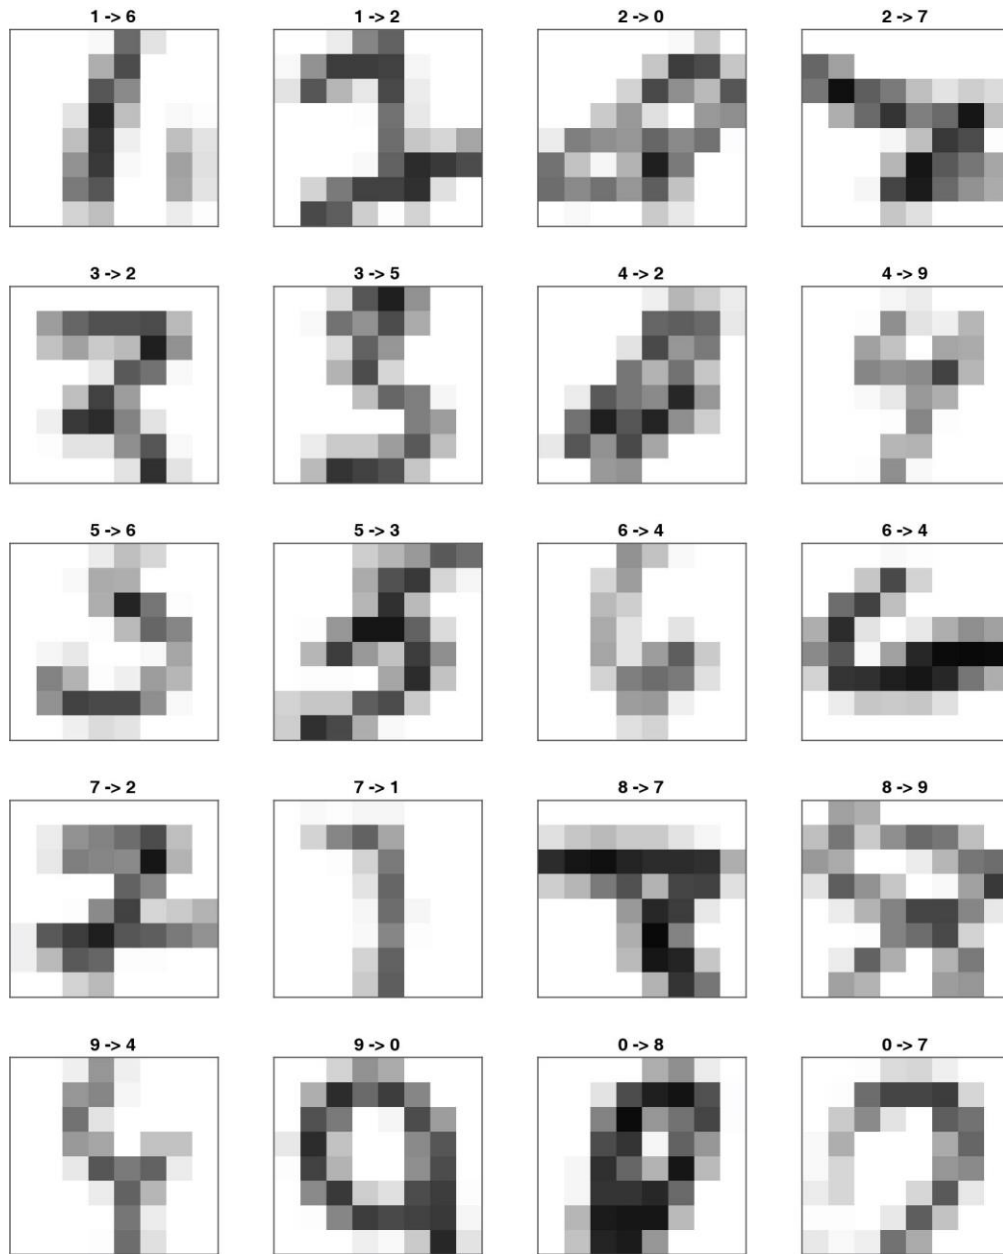 1 -> 6 1 -> 2 2 -> 0 2 -> 7
3 -> 2 3 -> 5 4 -> 2 4 -> 9
5 -> 6 5 -> 3 6 -> 4 6 -> 4
7 -> 2 7 -> 1 8 -> 7 8 -> 9
9 -> 4 9 -> 0 0 -> 8 0 -> 7